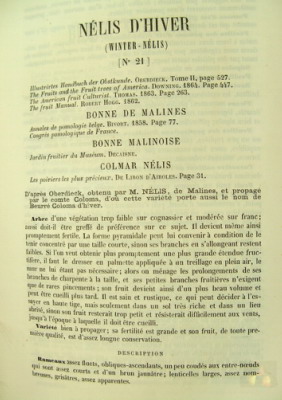 NÉLIS D'HIVER
(WINTER-NÉLIS)
[N° 21]
Illustrirtes Handbuch der Obstkunde. OBERDIECK, Tome II, page 527.
The Fruits and the Fruit trees of America. DOWNING. 1864. Page 447.
The american fruit Culturist. THOMAS. 1863, Page 263.
The fruit Manual. ROBERT HOGG. 1862.
BONNE DE MALINES
Annales de pomologie belge. BIVORT. 1858, Page 77.
Congrès pomologique de France.
BONNE MALINOISE
Jardin fruitier du Muséum, DECAISNE.
COLMAR NÉLIS
Les poiriers les plus précieux. DE LIRON D'AIROLES. Page 31.
D'après Oberdieck, obtenu par M. NÉLIS, de Malines, et propagé
par le comte Coloma, d'où cette variété porte aussi le nom de
Beurré Coloma d'hiver.
Arbre d'une végétation trop faible sur cognassier et modérée sur franc;
aussi doit-il être greffé de préférence sur ce sujet. Il devient même ainsi
promptement fertile. La forme pyramidale peut lui convenir à condition de le
tenir concentré par une taille courte, sinon ses branches en s'allongeant restent
faibles. Si l'on veut obtenir plus promptement une plus grande étendue fruc-
tifère, il faut le dresser en palmette appliquée à un treillage en plein air, le
mur ne lui étant pas nécessaire; alors on ménage les prolongements de ses
branches de charpente à la taille, et ses petites branches fruitières n'exigent
que de rares pincements; son fruit devient ainsi d'un plus beau volume et
peut être cueilli plus tard. Il est sain et rustique, ce qui peut décider à l'es-
sayer en haute tige, mais seulement dans un sol très riche et dans un lieu
abrité, sinon son fruit resterait trop petit et résisterait difficilement aux vents,
jusqu'à l'époque à laquelle il doit être cueilli.
Variété bien à propager; sa fertilité est grande et son fruit, de toute pre-
mière qualité, est d'assez longue conservation.
DESCRIPTION
Rameaux assez fluets, obliques-ascendants, un peu coudés aux entre-nœuds
qui sont assez courts et d'un brun jaunâtre; lenticelles larges, assez nom-
breuses, grisâtres, assez apparentes.